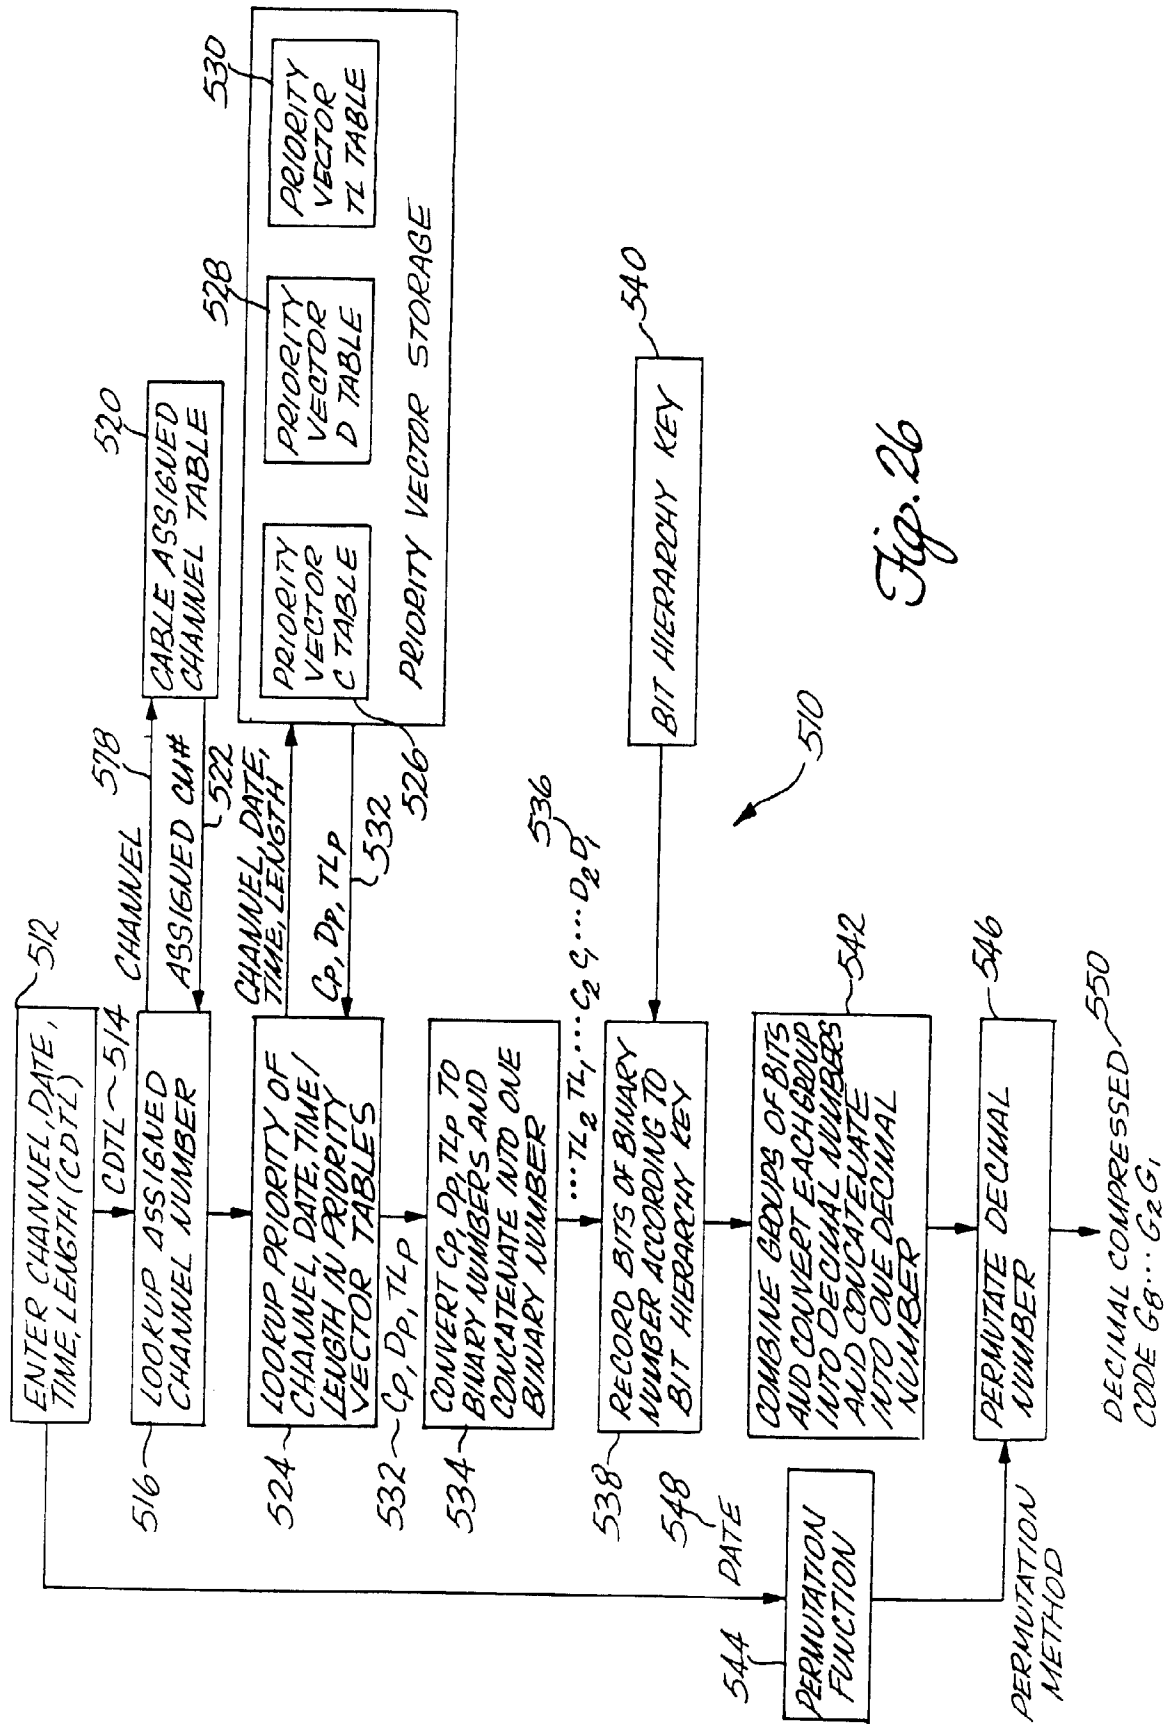 512
ENTER CHANNEL, DATE,
TIME, LENGTH (CDTL)
CDTL~514
516
LOOKUP ASSIGNED
CHANNEL NUMBER
CHANNEL
578
ASSIGNED CH#
522
520
CABLE ASSIGNED
CHANNEL TABLE
524
LOOKUP PRIORITY OF
CHANNEL, DATE, TIME/
LENGTH IN PRIORITY
VECTOR TABLES
CHANNEL, DATE,
TIME, LENGTH
CP, DP, TLP
532
526
PRIORITY
VECTOR
C TABLE
528
PRIORITY
VECTOR
D TABLE
530
PRIORITY
VECTOR
TL TABLE
PRIORITY VECTOR STORAGE
532~CP, DP, TLP
534
CONVERT CP, DP, TLP TO
BINARY NUMBERS AND
CONCATENATE INTO ONE
BINARY NUMBER
...TL2 TL1, ...C2 C1 ...D2D1
536
538
RECORD BITS OF BINARY
NUMBER ACCORDING TO
BIT HIERARCHY KEY
540
BIT HIERARCHY KEY
510
542
COMBINE GROUPS OF BITS
AND CONVERT EACH GROUP
INTO DECIMAL NUMBERS
AND CONCATENATE
INTO ONE DECIMAL
NUMBER
548
DATE
544
PERMUTATION
FUNCTION
PERMUTATION
METHOD
546
PERMUTATE DECIMAL
NUMBER
DECIMAL COMPRESSED
CODE G8...G2G1
550
Fig. 26